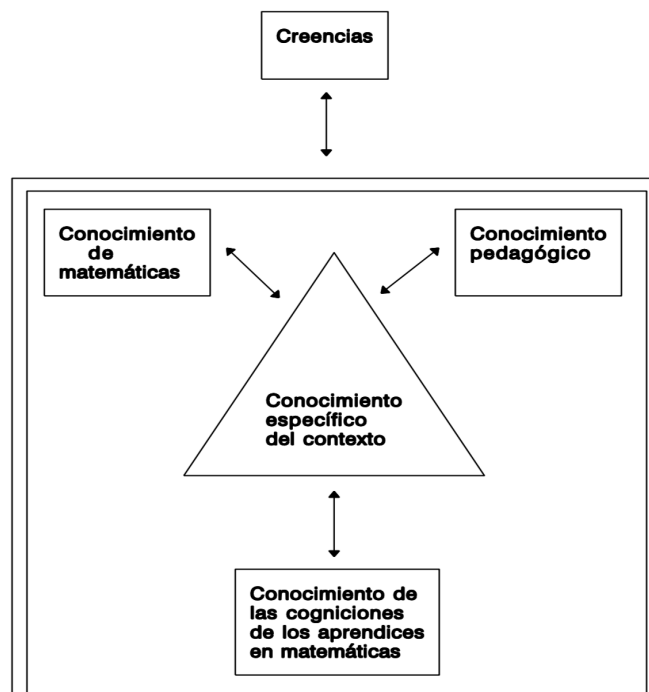 Creencias
Conocimiento
de
matemáticas
Conocimiento
pedagógico
Conocimiento
específico
del contexto
Conocimiento de
las cogniciones
de los aprendices
en matemáticas